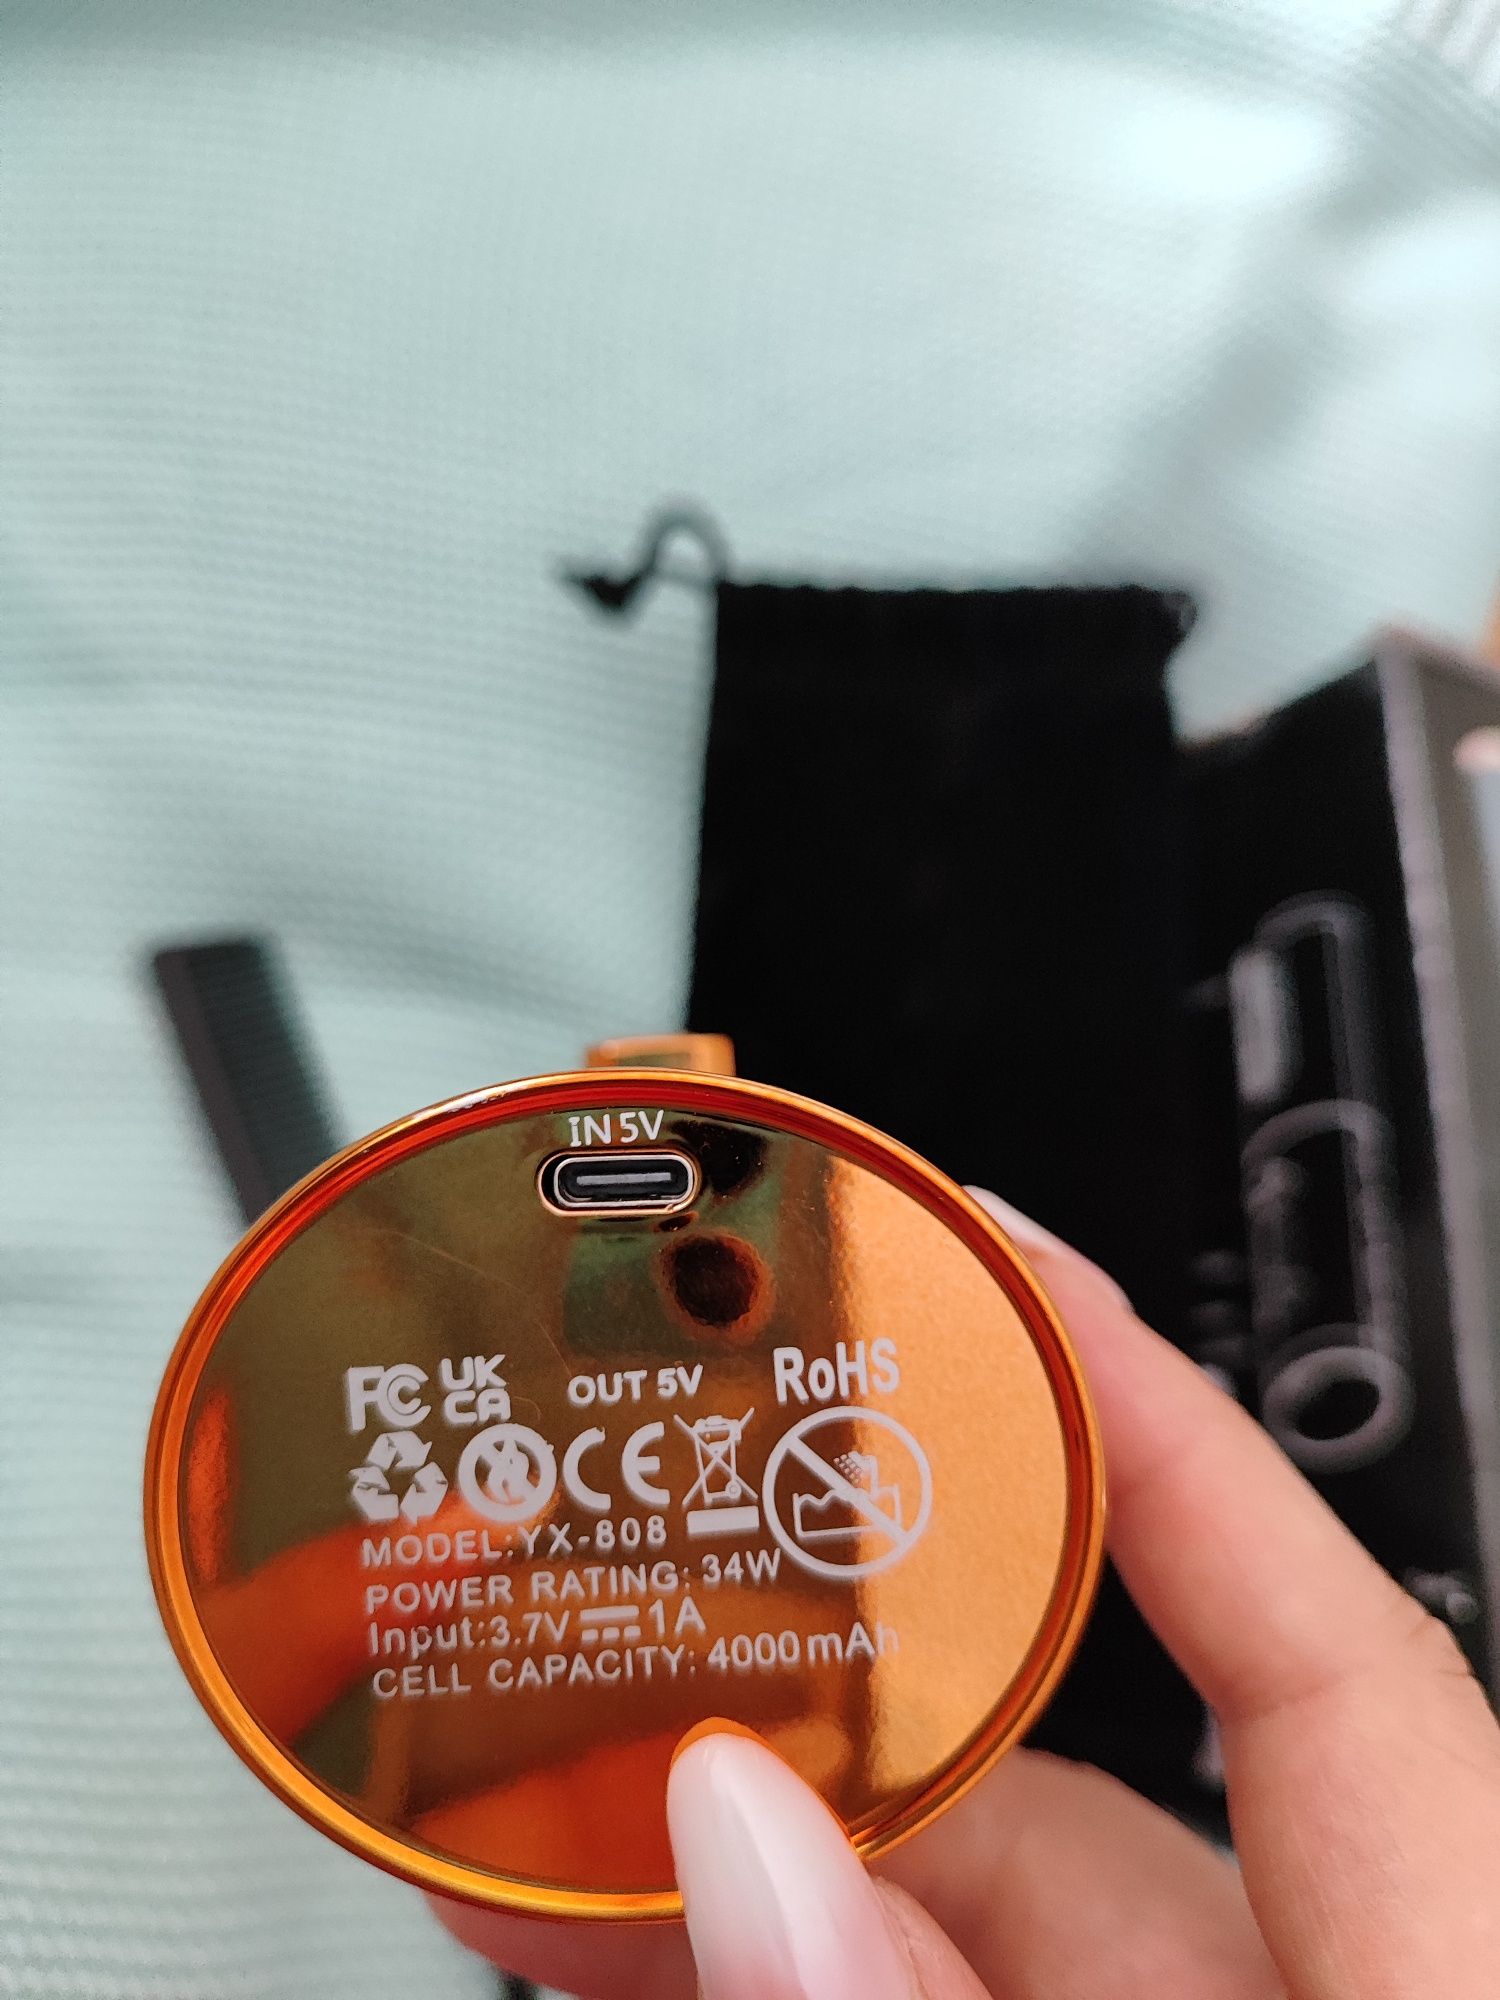 IN 5V
FC UK CA OUT 5V RoHS
CE
MODEL:YX-808
POWER RATING: 34W
Input:3.7V⎓1A
CELL CAPACITY: 4000mAh